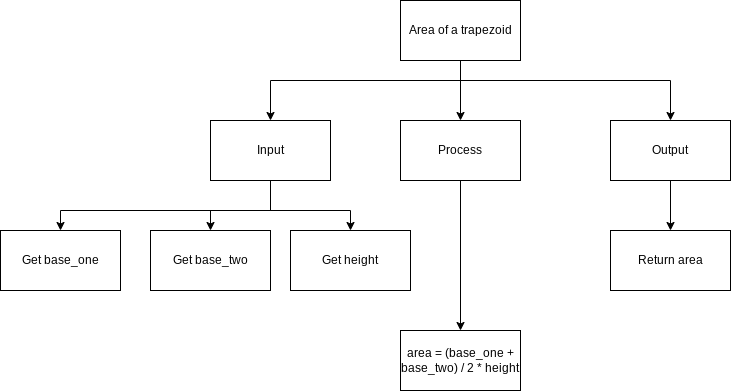 Area of a trapezoid
Input
Process
Output
Get base_one
Get base_two
Get height
Return area
area = (base_one +
base_two) / 2 * height